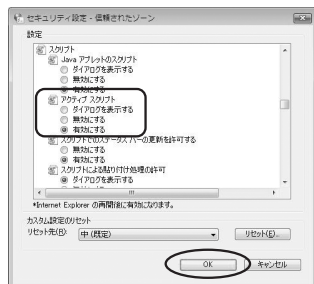 セキュリティ設定 - 信頼されたゾーン
設定
スクリプト
Java アプレットのスクリプト
ダイアログを表示する
無効にする
有効にする
アクティブ スクリプト
ダイアログを表示する
無効にする
有効にする
スクリプトでのステータス バーの更新を許可する
無効にする
有効にする
スクリプトによる貼り付け処理の許可
ダイアログを表示する
*Internet Explorer の再開後に有効になります。
カスタム設定のリセット
リセット先(R): 中 (既定) リセット(E)...
OK キャンセル